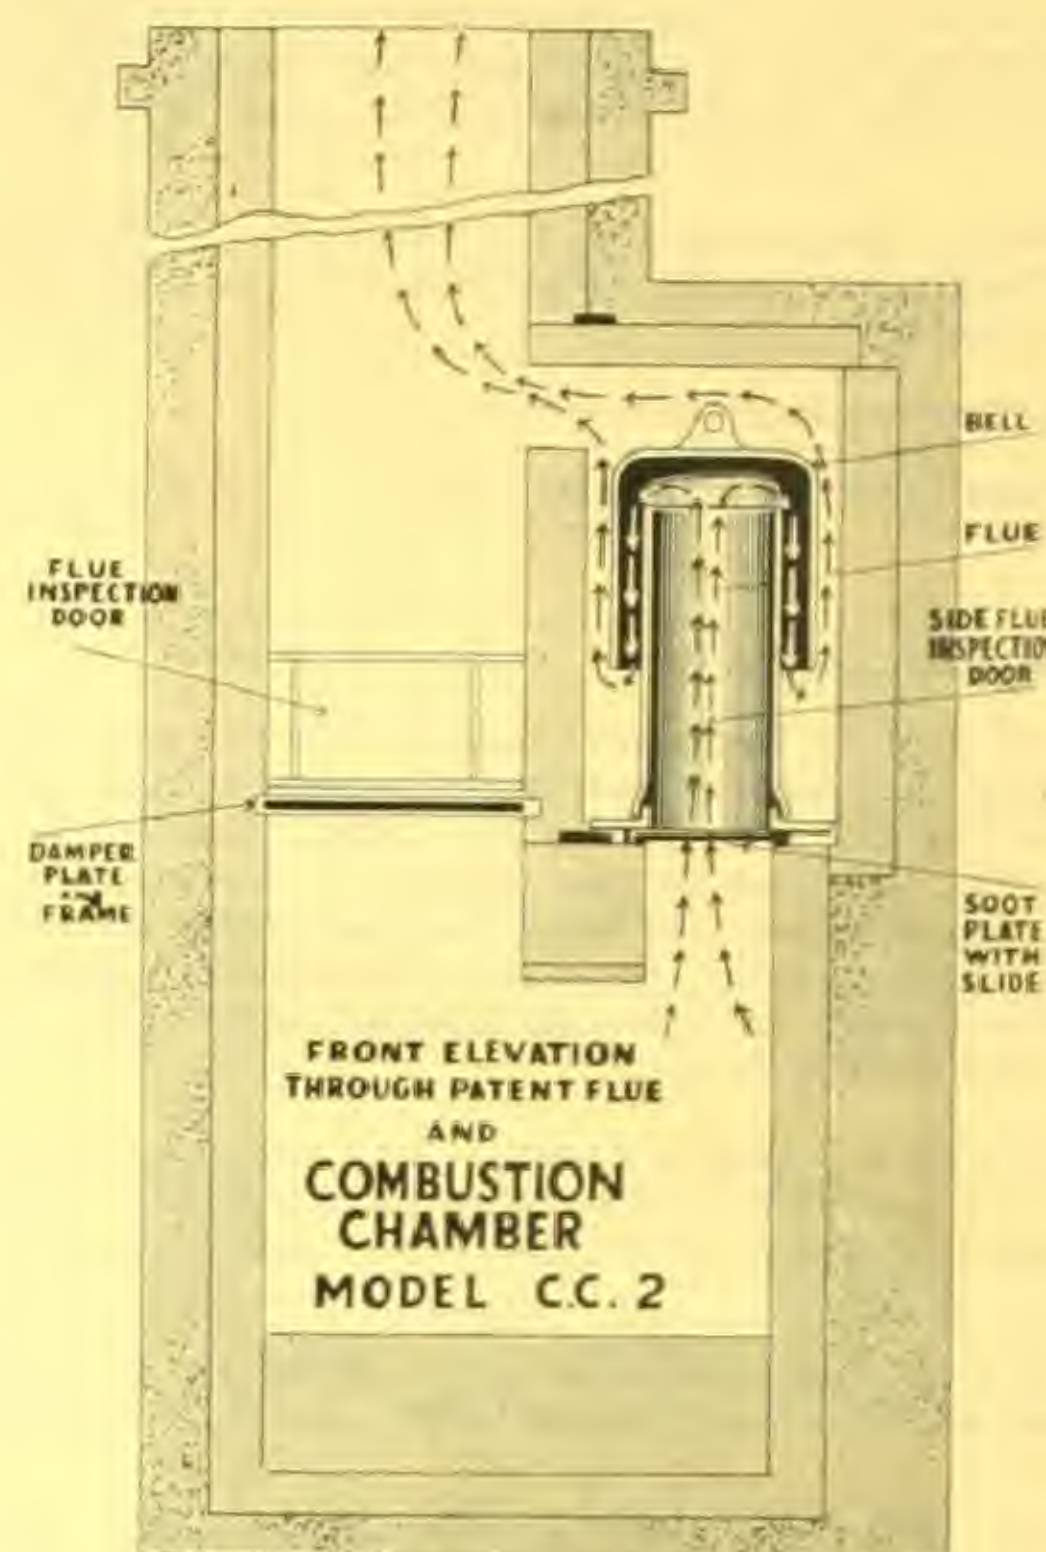 BELL
FLUE
FLUE
INSPECTION
DOOR
SIDE FLUE
INSPECTION
DOOR
DAMPER
PLATE
AND
FRAME
SOOT
PLATE
WITH
SLIDE
FRONT ELEVATION
THROUGH PATENT FLUE
AND
COMBUSTION
CHAMBER
MODEL C.C. 2